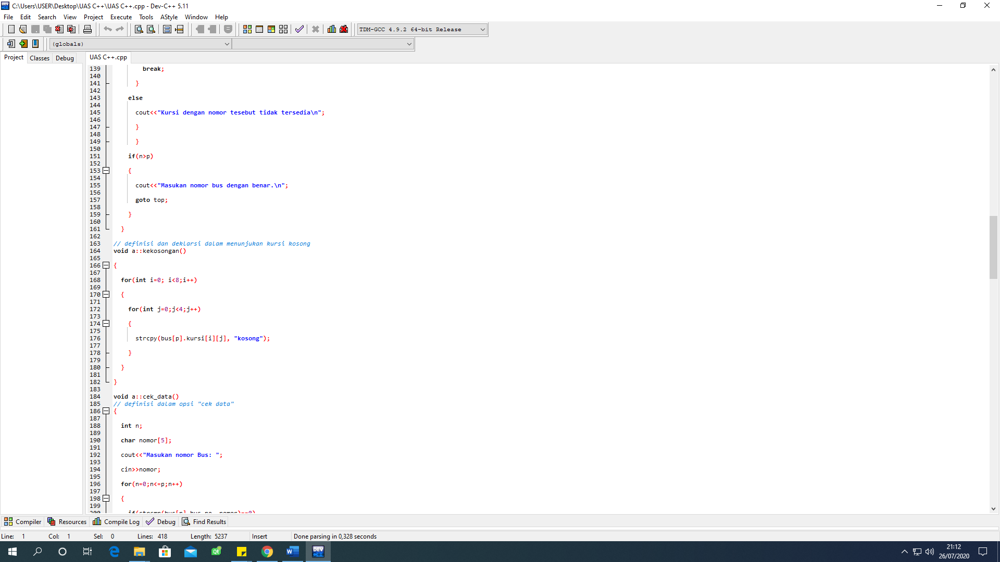 C:\Users\USER\Desktop\UAS C++\UAS C++.cpp - Dev-C++ 5.11
File Edit Search View Project Execute Tools AStyle Window Help
TDM-GCC 4.9.2 64-bit Release
(globals)
Project Classes Debug
UAS C++.cpp
139 break;
140
141 }
142
143 else
144
145 cout<<"Kursi dengan nomor tesebut tidak tersedia\n";
146
147 }
148
149 }
150
151 if(n>p)
152
153 {
154
155 cout<<"Masukan nomor bus dengan benar.\n";
156
157 goto top;
158
159 }
160
161 }
162
163 // definisi dan deklarsi dalam menunjukan kursi kosong
164 void a::kekosongan()
165
166 {
167
168 for(int i=0; i<8;i++)
169
170 {
171
172 for(int j=0;j<4;j++)
173
174 {
175
176 strcpy(bus[p].kursi[i][j], "kosong");
177
178 }
179
180 }
181
182 }
183
184 void a::cek_data()
185 // definisi dalam opsi "cek data"
186 {
187
188 int n;
189
190 char nomor[5];
191
192 cout<<"Masukan nomor Bus: ";
193
194 cin>>nomor;
195
196 for(n=0;n<=p;n++)
197
198 {
199
Compiler Resources Compile Log Debug Find Results
Line: 1 Col: 1 Sel: 0 Lines: 418 Length: 5237 Insert Done parsing in 0,328 seconds
21:12
26/07/2020